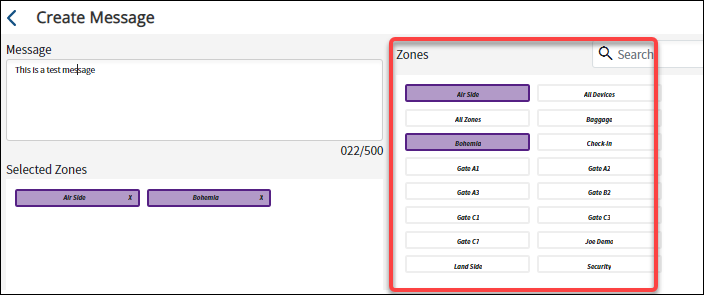 Create Message
Message
This is a test message
022/500
Selected Zones
Air Side X
Bohemia X
Zones
Search
Air Side
All Devices
All Zones
Baggage
Bohemia
Check-In
Gate A1
Gate A2
Gate A3
Gate B2
Gate C1
Gate C3
Gate C7
Joe Demo
Land Side
Security